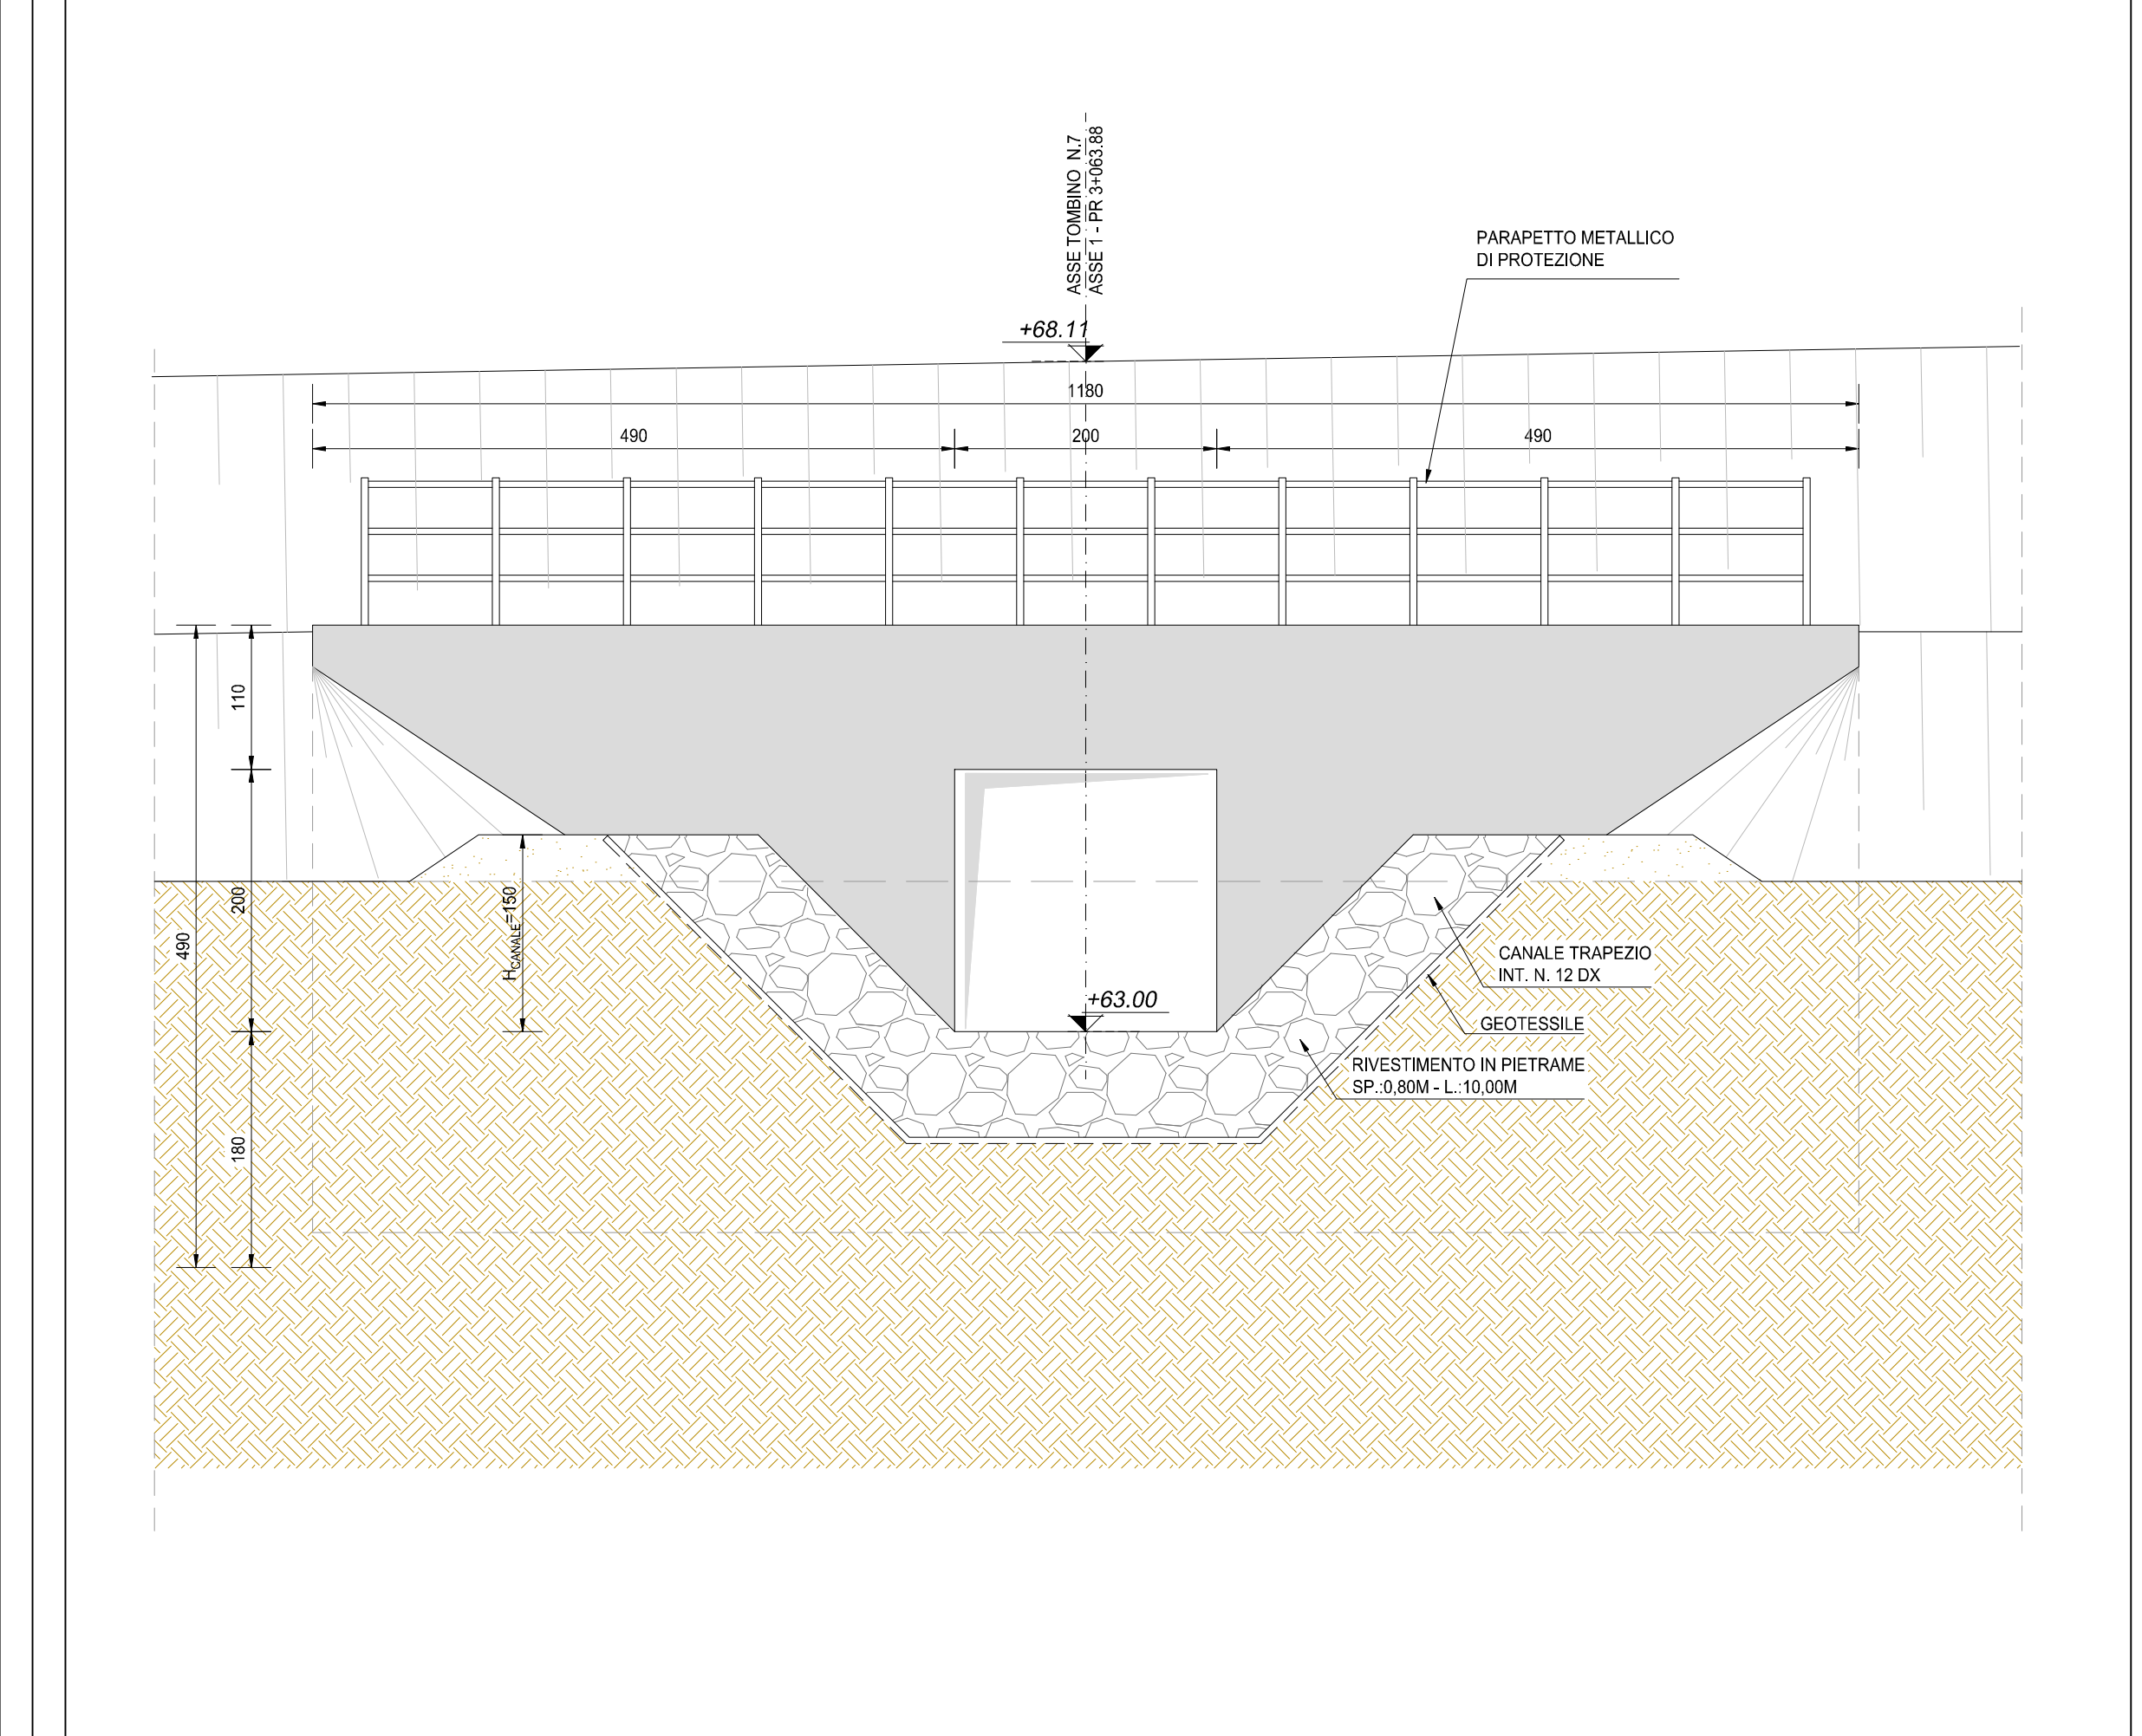 ASSE TOMBINO N.7
ASSE 1 - PR 3+063.88
PARAPETTO METALLICO
DI PROTEZIONE
+68.11
1180
490
200
490
110
200
490
HCANALE=150
180
+63.00
CANALE TRAPEZIO
INT. N. 12 DX
GEOTESSILE
RIVESTIMENTO IN PIETRAME
SP.:0,80M - L.:10,00M